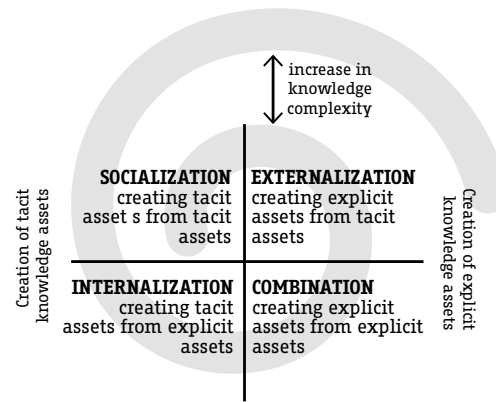 increase in
knowledge
complexity
Creation of tacit
knowledge assets
SOCIALIZATION
creating tacit
asset s from tacit
assets
EXTERNALIZATION
creating explicit
assets from tacit
assets
Creation of explicit
knowledge assets
INTERNALIZATION
creating tacit
assets from explicit
assets
COMBINATION
creating explicit
assets from explicit
assets